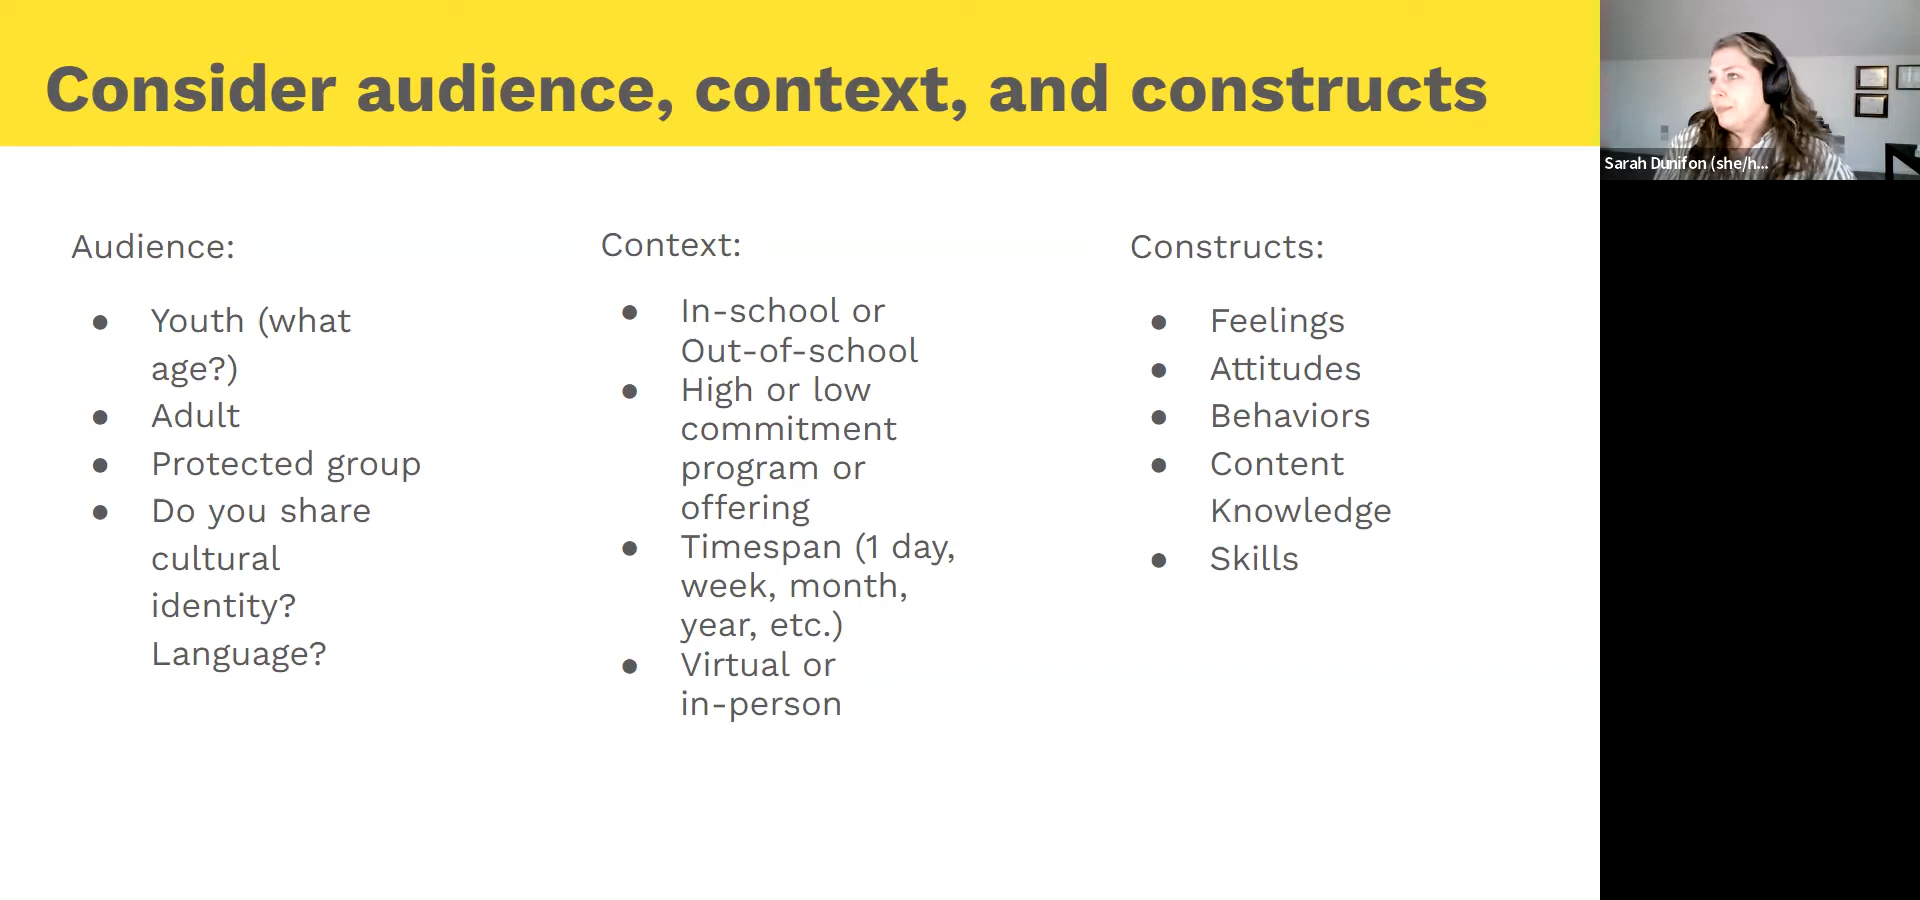 Consider audience, context, and constructs
Sarah Dunifon (she/h...
Audience:
● Youth (what
age?)
● Adult
● Protected group
● Do you share
cultural
identity?
Language?
Context:
● In-school or
Out-of-school
● High or low
commitment
program or
offering
● Timespan (1 day,
week, month,
year, etc.)
● Virtual or
in-person
Constructs:
● Feelings
● Attitudes
● Behaviors
● Content
Knowledge
● Skills